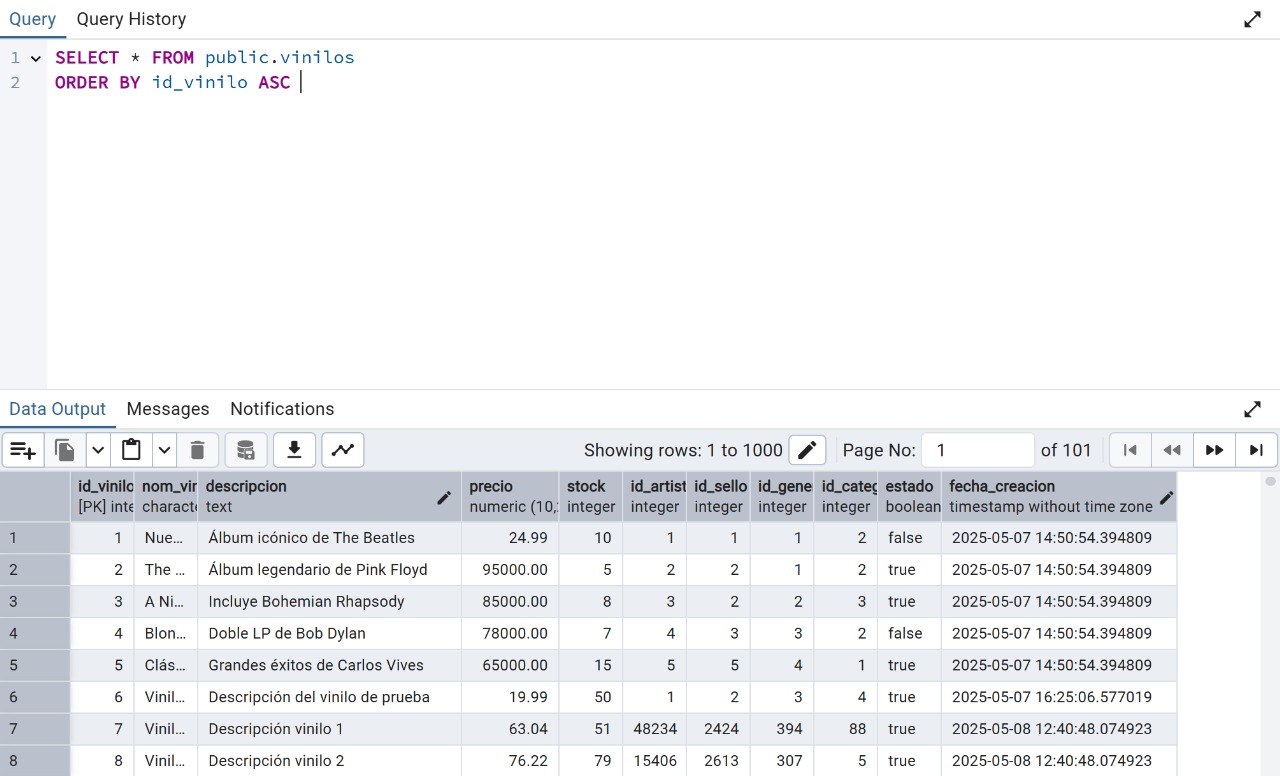 Query Query History
1 SELECT * FROM public.vinilos
2 ORDER BY id_vinilo ASC
Data Output Messages Notifications
Showing rows: 1 to 1000 Page No: 1 of 101
id_vinilo nom_vin descripcion precio stock id_artist id_sello id_gene id_categ estado fecha_creacion
[PK] inte characte text numeric (10,2 integer integer integer integer integer boolean timestamp without time zone
1 1 Nue... Álbum icónico de The Beatles 24.99 10 1 1 1 2 false 2025-05-07 14:50:54.394809
2 2 The ... Álbum legendario de Pink Floyd 95000.00 5 2 2 1 2 true 2025-05-07 14:50:54.394809
3 3 A Ni... Incluye Bohemian Rhapsody 85000.00 8 3 2 2 3 true 2025-05-07 14:50:54.394809
4 4 Blon... Doble LP de Bob Dylan 78000.00 7 4 3 3 2 false 2025-05-07 14:50:54.394809
5 5 Clás... Grandes éxitos de Carlos Vives 65000.00 15 5 5 4 1 true 2025-05-07 14:50:54.394809
6 6 Vinil... Descripción del vinilo de prueba 19.99 50 1 2 3 4 true 2025-05-07 16:25:06.577019
7 7 Vinil... Descripción vinilo 1 63.04 51 48234 2424 394 88 true 2025-05-08 12:40:48.074923
8 8 Vinil... Descripción vinilo 2 76.22 79 15406 2613 307 5 true 2025-05-08 12:40:48.074923